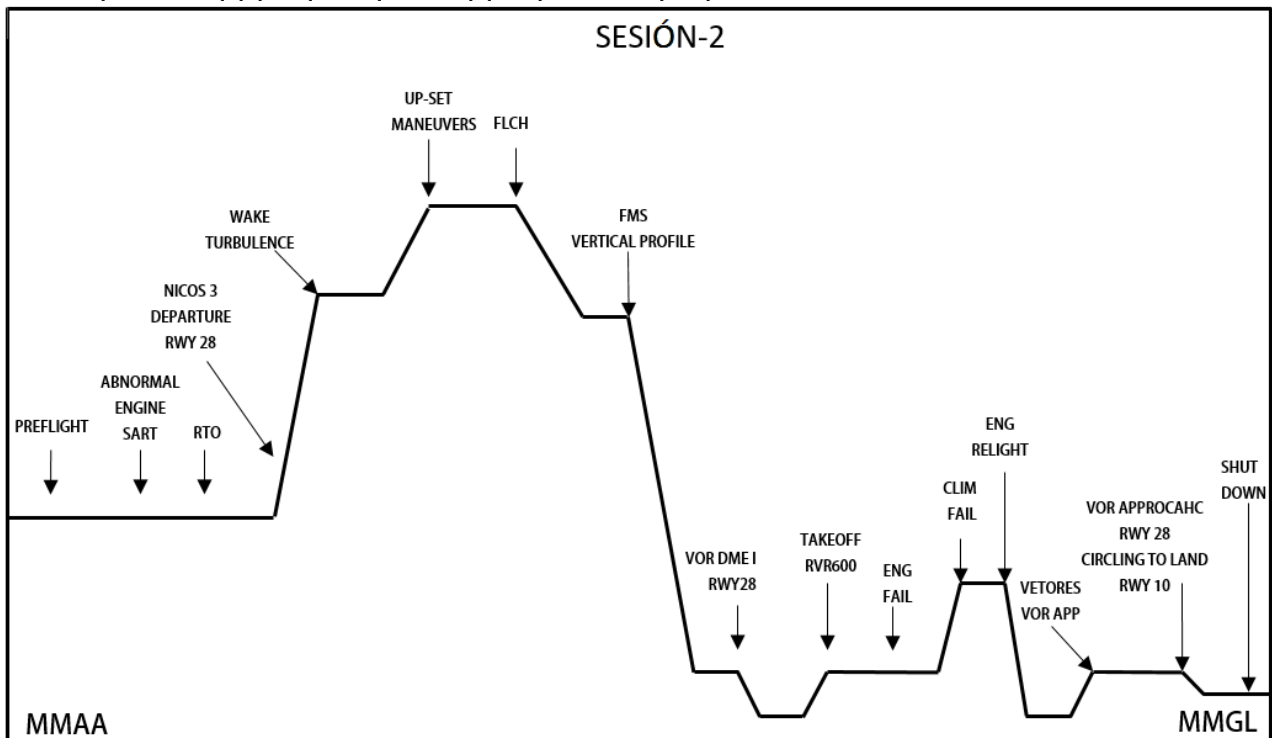 SESIÓN-2
UP-SET
MANEUVERS
FLCH
WAKE
TURBULENCE
FMS
VERTICAL PROFILE
NICOS 3
DEPARTURE
RWY 28
ABNORMAL
ENGINE
SART
PREFLIGHT
RTO
VOR DME I
RWY28
TAKEOFF
RVR600
ENG
FAIL
CLIM
FAIL
ENG
RELIGHT
VETORES
VOR APP
VOR APPROCAHC
RWY 28
CIRCLING TO LAND
RWY 10
SHUT
DOWN
MMAA
MMGL